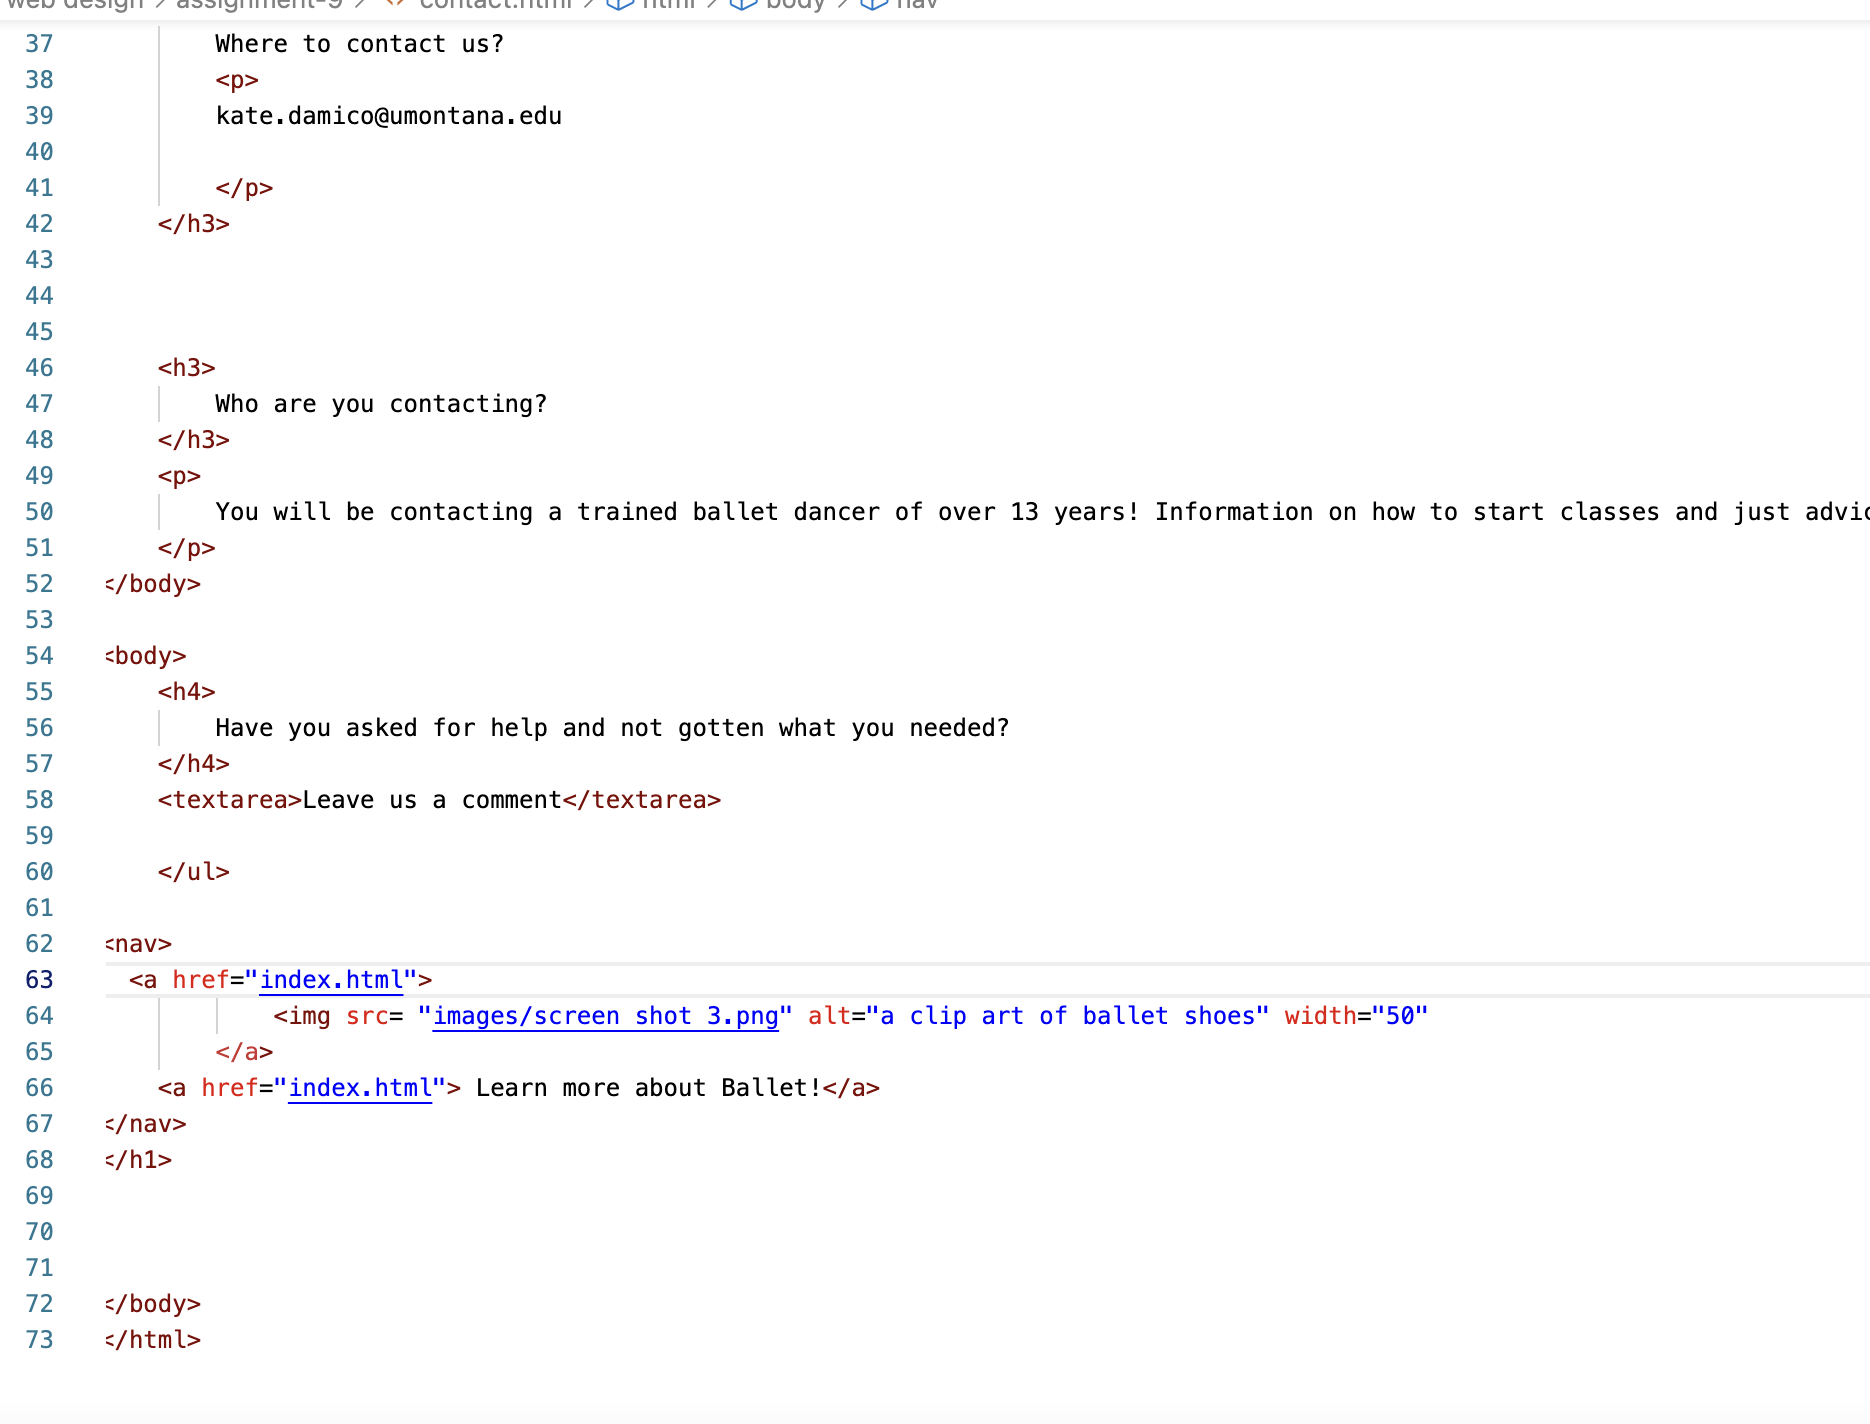 web design > assignment-9 > <> contact.html > html > body > nav
37 Where to contact us?
38 <p>
39 kate.damico@umontana.edu
40
41 </p>
42 </h3>
43
44
45
46 <h3>
47 Who are you contacting?
48 </h3>
49 <p>
50 You will be contacting a trained ballet dancer of over 13 years! Information on how to start classes and just
51 </p>
52 </body>
53
54 <body>
55 <h4>
56 Have you asked for help and not gotten what you needed?
57 </h4>
58 <textarea>Leave us a comment</textarea>
59
60 </ul>
61
62 <nav>
63 <a href="index.html">
64 <img src= "images/screen shot 3.png" alt="a clip art of ballet shoes" width="50"
65 </a>
66 <a href="index.html"> Learn more about Ballet!</a>
67 </nav>
68 </h1>
69
70
71
72 </body>
73 </html>